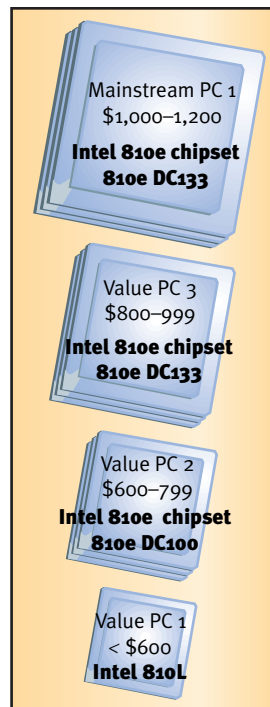 Mainstream PC 1
$1,000–1,200
Intel 810e chipset
810e DC133
Value PC 3
$800–999
Intel 810e chipset
810e DC133
Value PC 2
$600–799
Intel 810e chipset
810e DC100
Value PC 1
< $600
Intel 810L